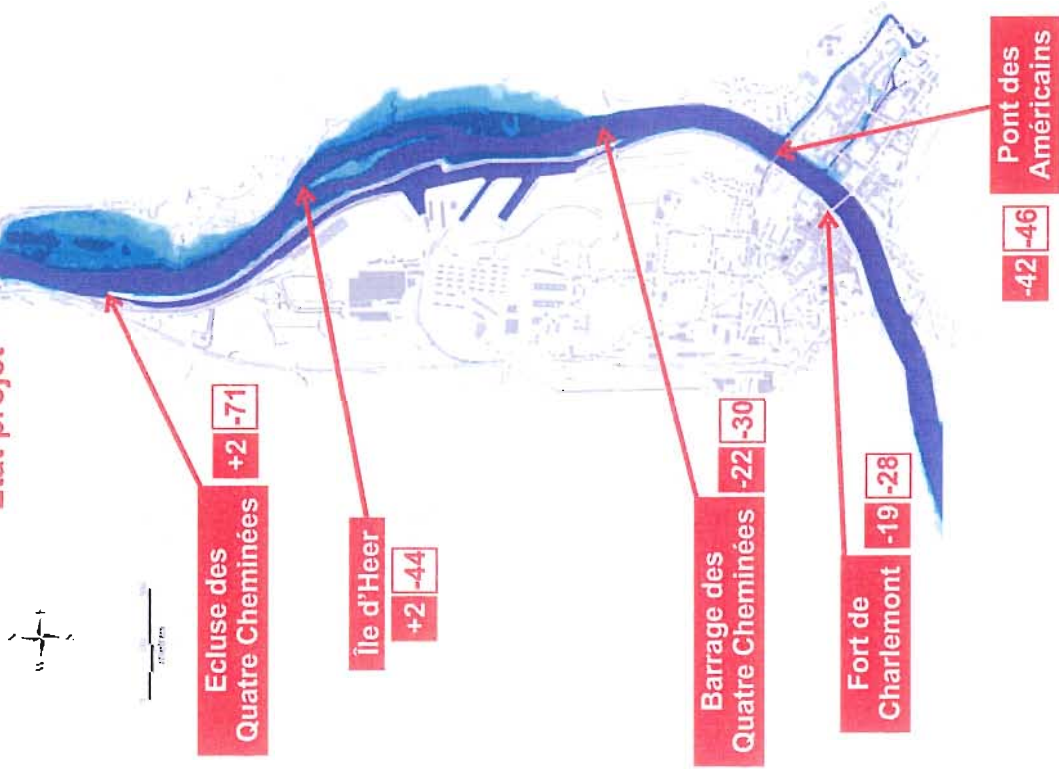 Etat projet
Ecluse des
Quatre Cheminées
+2 -71
Île d'Heer
+2 -44
Barrage des
Quatre Cheminées
-22 -30
Fort de
Charlemont
-19 -28
Pont des
Américains
-42 -46